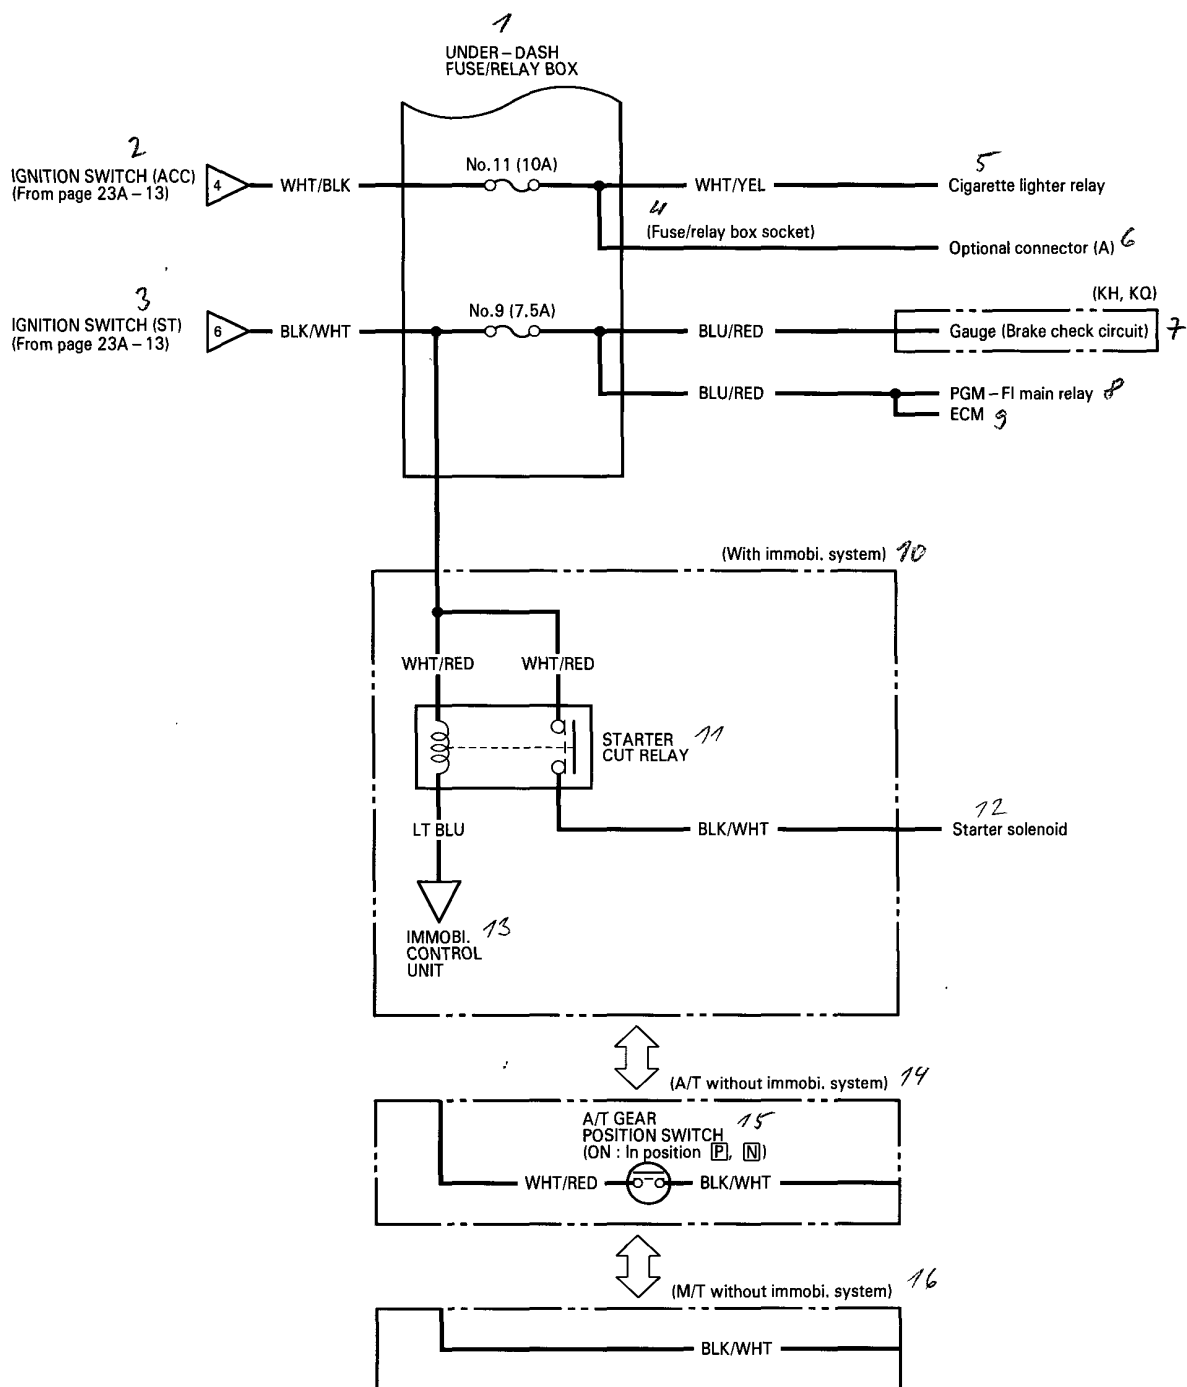 1
UNDER–DASH
FUSE/RELAY BOX
2
IGNITION SWITCH (ACC)
(From page 23A–13)
4
WHT/BLK
No.11 (10A)
WHT/YEL
5
Cigarette lighter relay
4
(Fuse/relay box socket)
Optional connector (A) 6
3
IGNITION SWITCH (ST)
(From page 23A–13)
6
BLK/WHT
No.9 (7.5A)
BLU/RED
(KH, KQ)
Gauge (Brake check circuit) 7
BLU/RED
PGM–FI main relay 8
ECM 9
(With immobi. system) 10
WHT/RED
WHT/RED
STARTER
CUT RELAY 11
LT BLU
BLK/WHT
12
Starter solenoid
IMMOBI.
CONTROL
UNIT
13
(A/T without immobi. system) 14
A/T GEAR
POSITION SWITCH
(ON : In position P, N)
15
WHT/RED
BLK/WHT
(M/T without immobi. system) 16
BLK/WHT